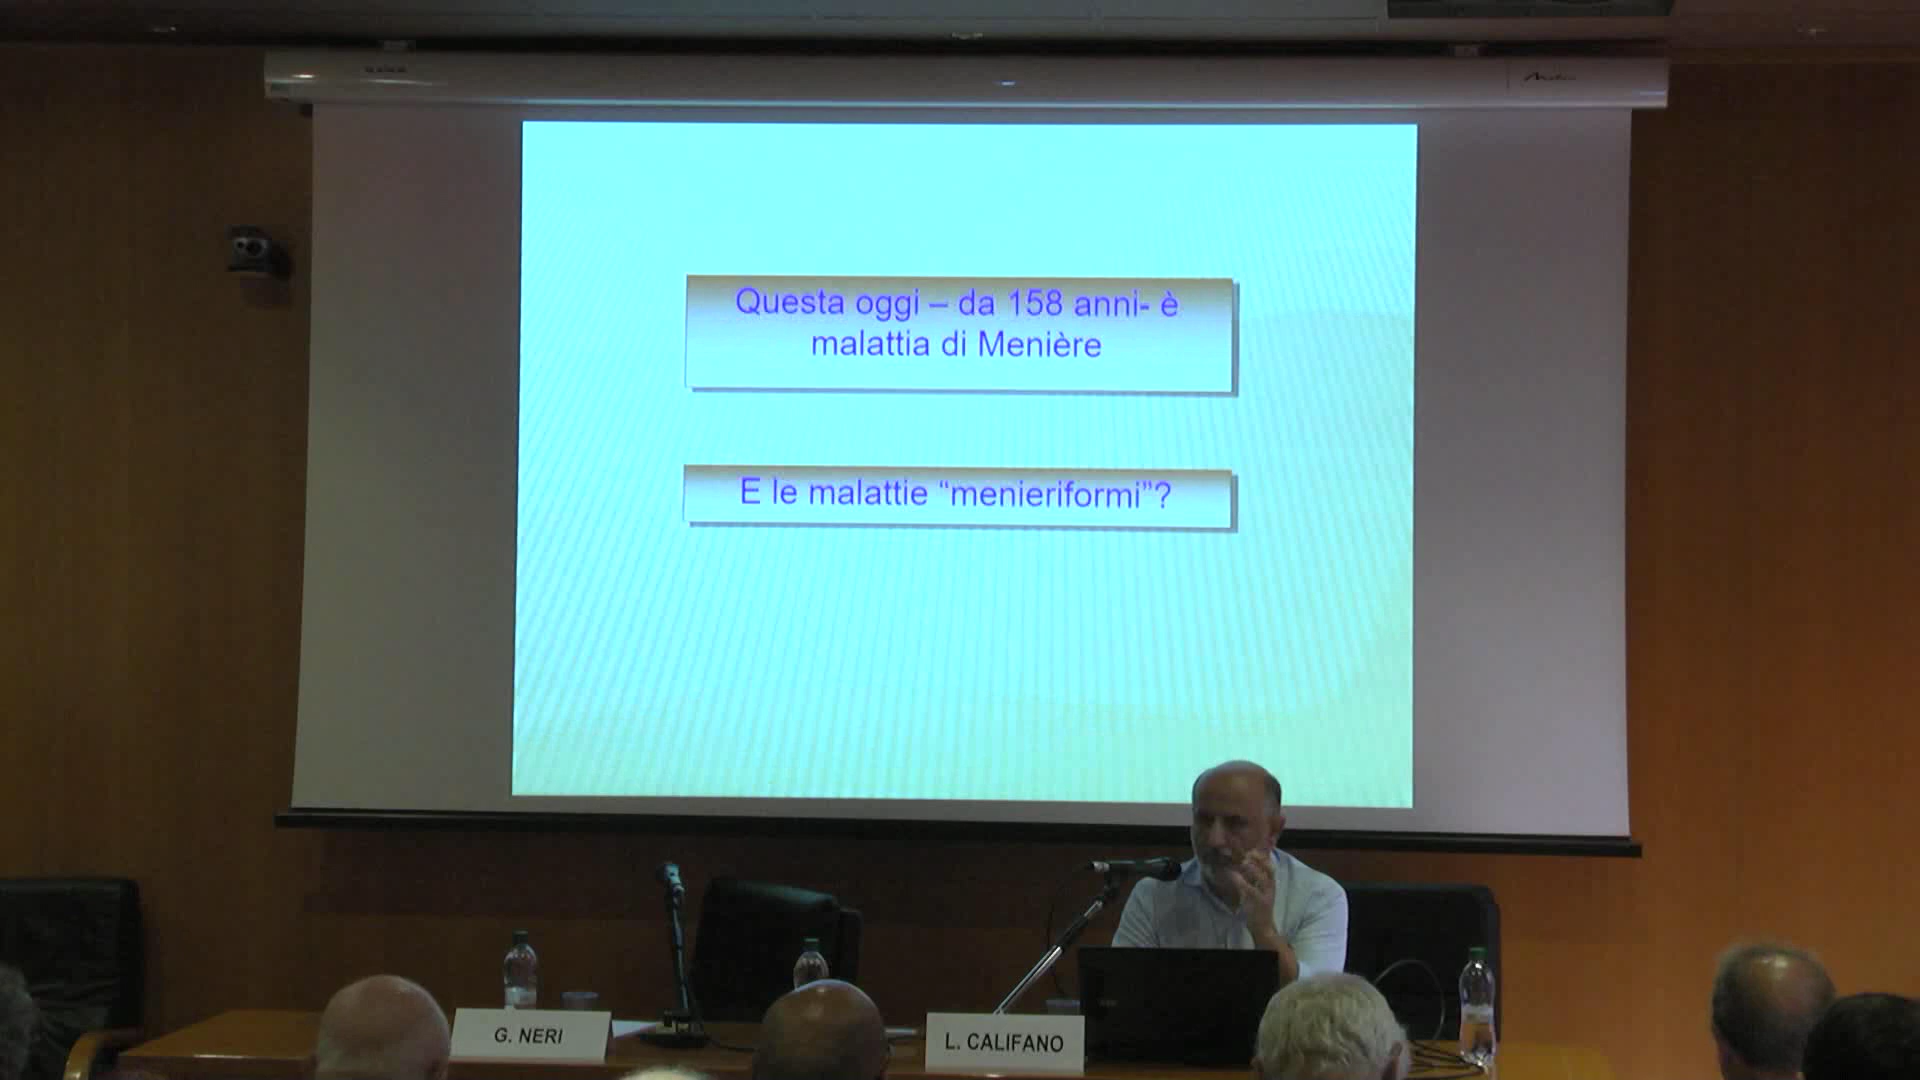 Questa oggi – da 158 anni- è
malattia di Menière
E le malattie “menieriformi”?
G. NERI
L. CALIFANO